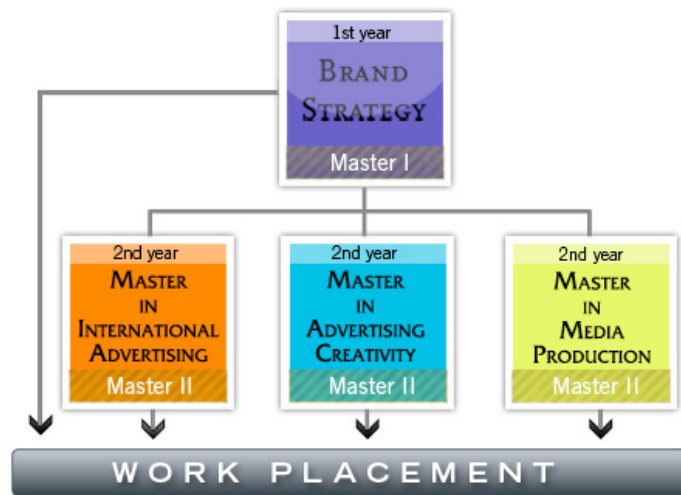 1st year
BRAND
STRATEGY
Master I
2nd year
MASTER
IN
INTERNATIONAL
ADVERTISING
Master II
2nd year
MASTER
IN
ADVERTISING
CREATIVITY
Master II
2nd year
MASTER
IN
MEDIA
PRODUCTION
Master II
WORK PLACEMENT